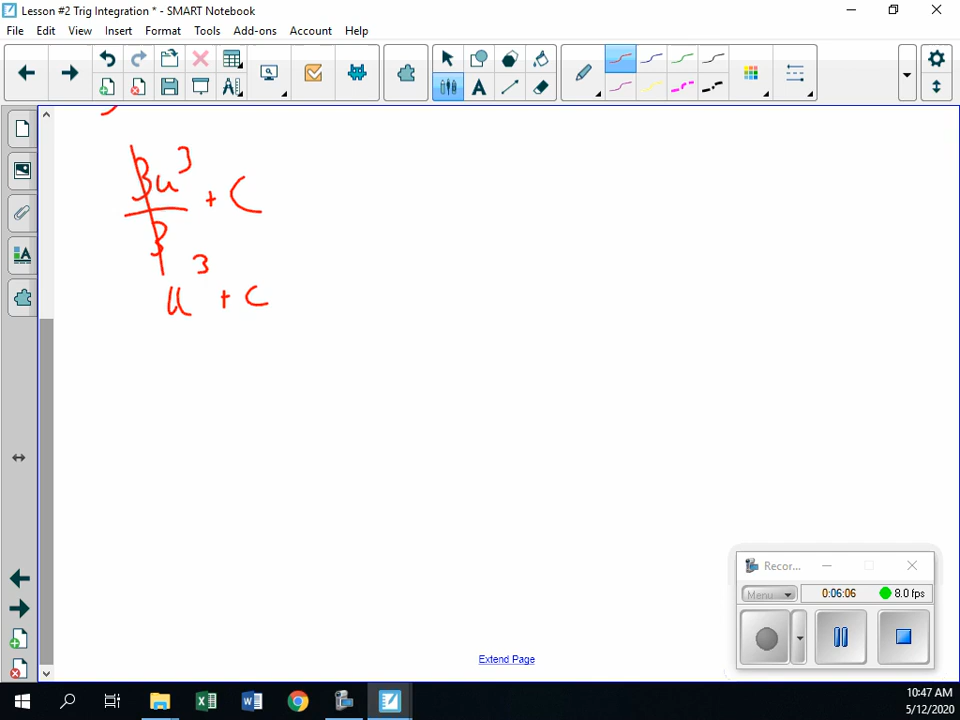 Lesson #2 Trig Integration * - SMART Notebook
File Edit View Insert Format Tools Add-ons Account Help
3u³ + C
3
u³ + C
Recor...
Menu 0:06:06 8.0 fps
Extend Page
10:47 AM
5/12/2020